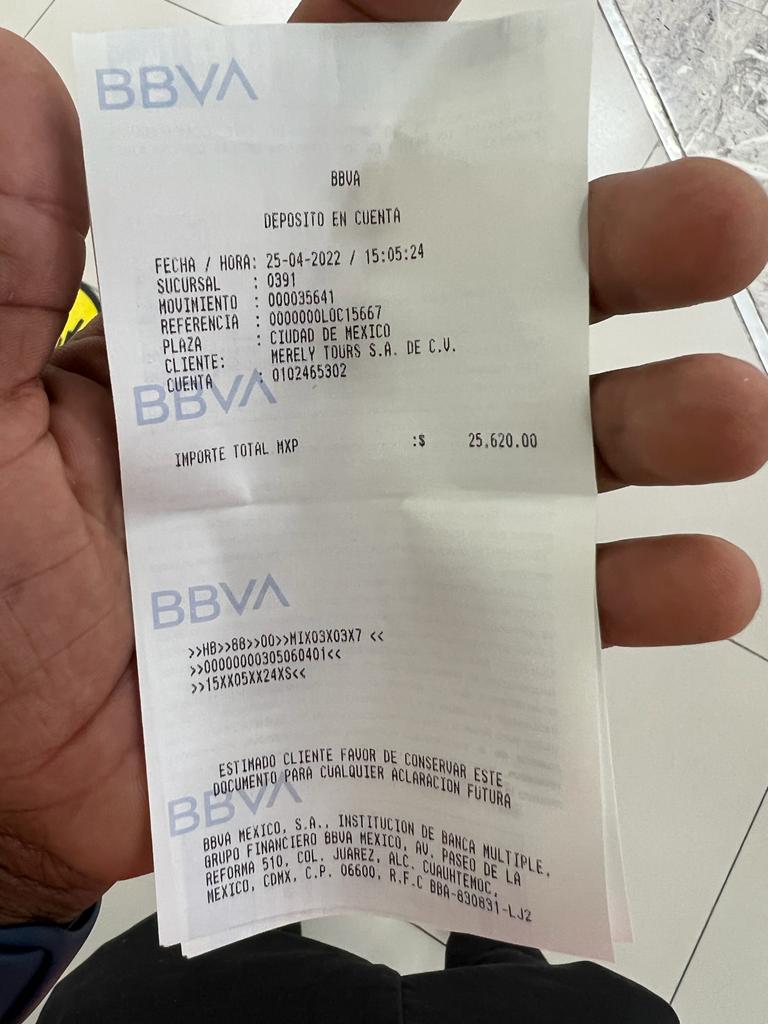 BBVA
BBVA
DEPOSITO EN CUENTA
FECHA / HORA: 25-04-2022 / 15:05:24
SUCURSAL : 0391
MOVIMIENTO : 000035641
REFERENCIA : 0000000LOC15667
PLAZA : CIUDAD DE MEXICO
CLIENTE: MERELY TOURS S.A. DE C.V.
CUENTA : 0102465302
BBVA
IMPORTE TOTAL MXP :$ 25,620.00
BBVA
>>HB>>88>>00>>MIX03X03X7 <<
>>00000000305060401<<
>>15XX05XX24XS<<
ESTIMADO CLIENTE FAVOR DE CONSERVAR ESTE
DOCUMENTO PARA CUALQUIER ACLARACION FUTURA
BBVA
BBVA MEXICO, S.A., INSTITUCION DE BANCA MULTIPLE,
GRUPO FINANCIERO BBVA MEXICO, AV. PASEO DE LA
REFORMA 510, COL. JUAREZ, ALC. CUAUHTEMOC,
MEXICO, CDMX, C.P. 06600, R.F.C BBA-830831-LJ2